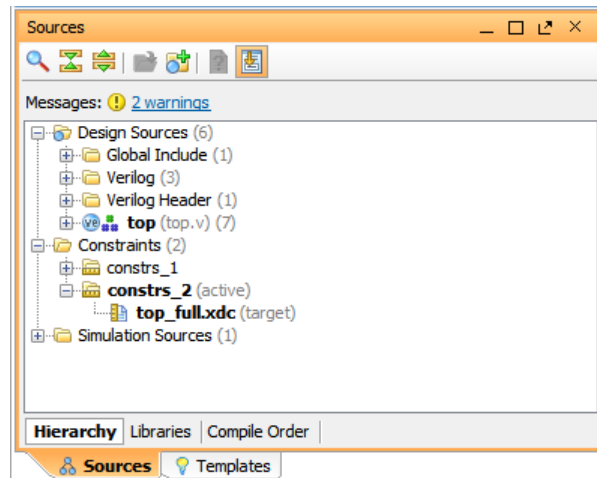 Sources
Messages: 2 warnings
Design Sources (6)
Global Include (1)
Verilog (3)
Verilog Header (1)
top (top.v) (7)
Constraints (2)
constrs_1
constrs_2 (active)
top_full.xdc (target)
Simulation Sources (1)
Hierarchy Libraries Compile Order
Sources Templates